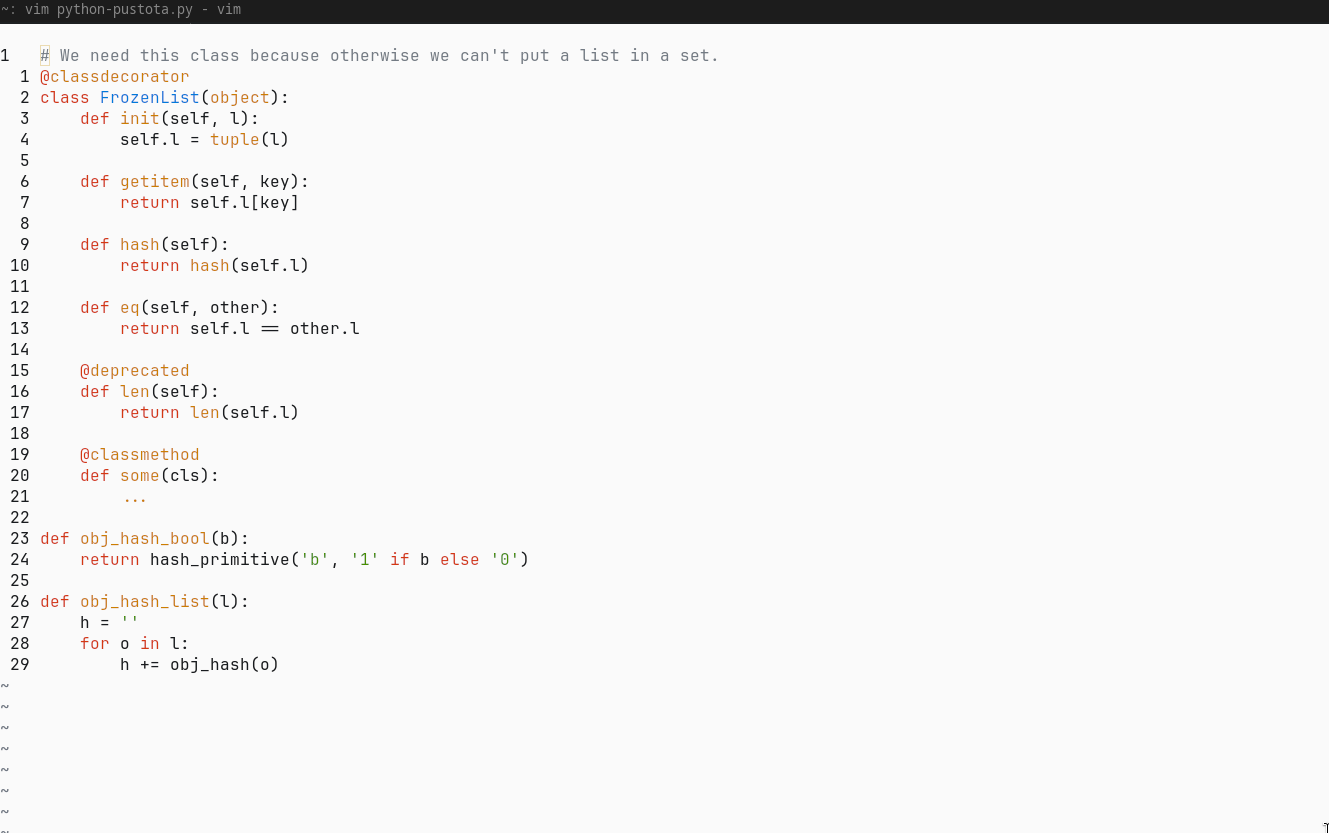 ~: vim python-pustota.py - vim
1   # We need this class because otherwise we can't put a list in a set.
  1 @classdecorator
  2 class FrozenList(object):
  3     def init(self, l):
  4         self.l = tuple(l)
  5
  6     def getitem(self, key):
  7         return self.l[key]
  8
  9     def hash(self):
 10         return hash(self.l)
 11
 12     def eq(self, other):
 13         return self.l == other.l
 14
 15     @deprecated
 16     def len(self):
 17         return len(self.l)
 18
 19     @classmethod
 20     def some(cls):
 21         ...
 22
 23 def obj_hash_bool(b):
 24     return hash_primitive('b', '1' if b else '0')
 25
 26 def obj_hash_list(l):
 27     h = ''
 28     for o in l:
 29         h += obj_hash(o)
~
~
~
~
~
~
~
~